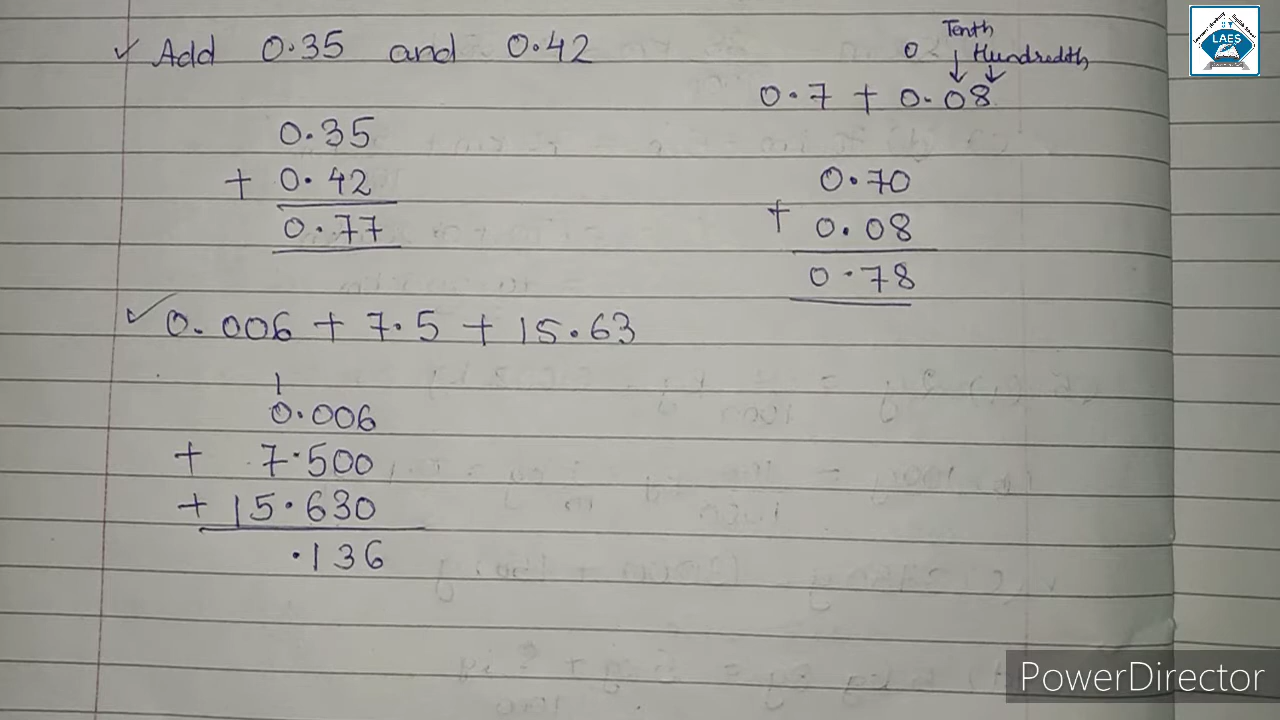 ✓ Add 0.35 and 0.42
0.35
+ 0.42
0.77
Tenth
0 Hundredth
0.7 + 0.08
0.70
+ 0.08
0.78
✓ 0.006 + 7.5 + 15.63
1
0.006
+ 7.500
+ 15.630
.136
LAES
PowerDirector